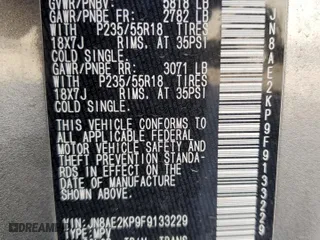 GVWR/PNBV: 5818 LB
GAWR/PNBE FR: 2782 LB
WITH P235/55R18 TIRES
18X7J RIMS, AT 35PSI
COLD SINGLE.
GAWR/PNBE RR: 3071 LB
WITH P235/55R18 TIRES
18X7J RIMS, AT 35PSI
COLD SINGLE.
THIS VEHICLE CONFORMS TO
ALL APPLICABLE FEDERAL
MOTOR VEHICLE SAFETY AND
THEFT PREVENTION STANDA-
RDS IN EFFECT ON THE
DATE OF MANUFACTURE
SHOWN ABOVE.
JN8AE2KP9F9133229
TYPE:MPV
TRIM TRANS
JN8AE2KP9F9133229